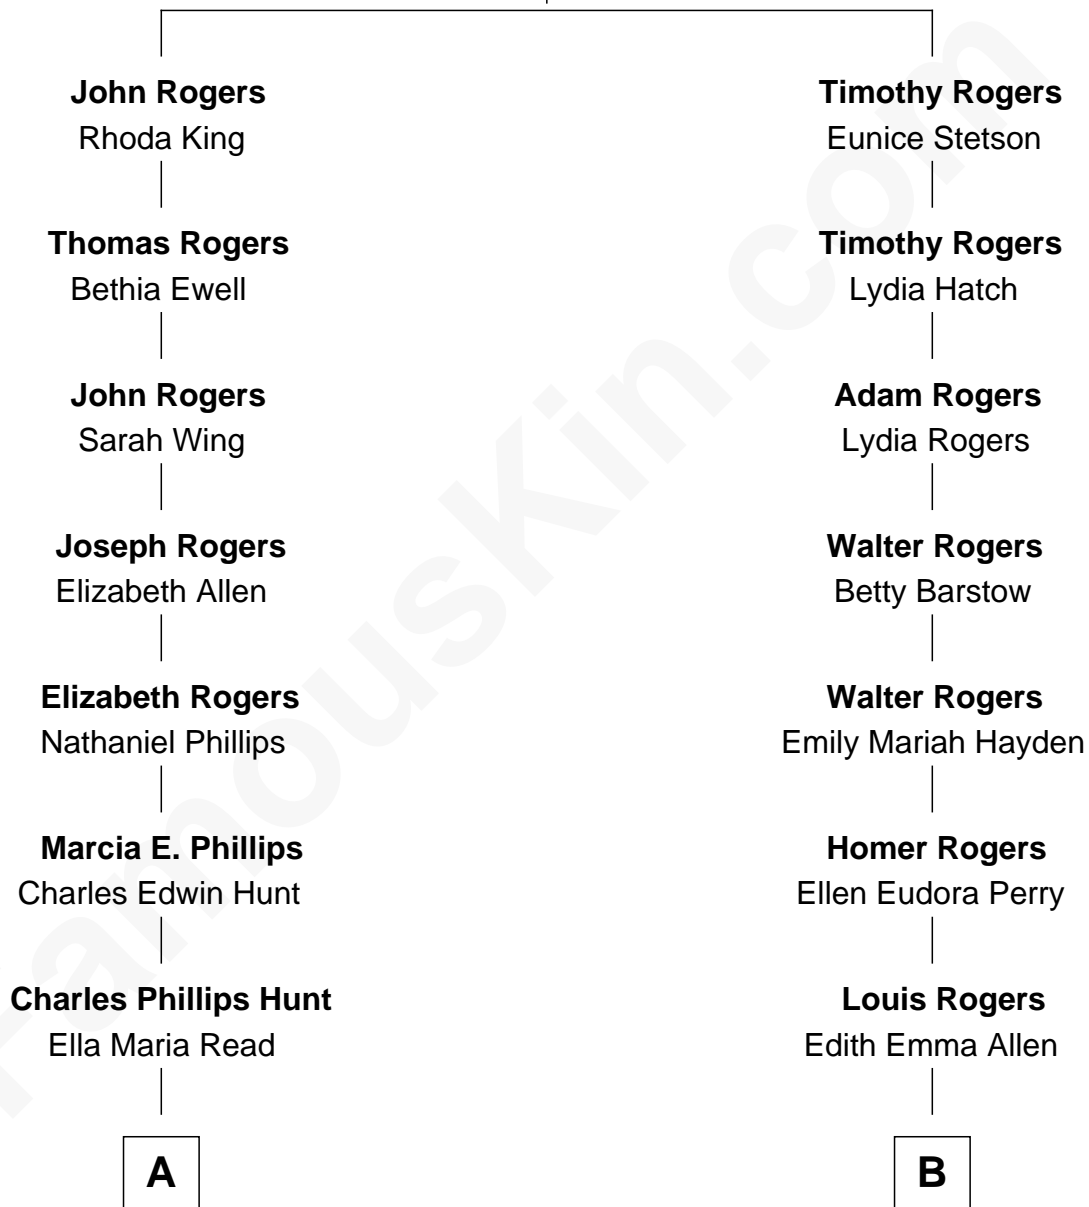 John Rogers
Rhoda King
Thomas Rogers
Bethia Ewell
John Rogers
Sarah Wing
Joseph Rogers
Elizabeth Allen
Elizabeth Rogers
Nathaniel Phillips
Marcia E. Phillips
Charles Edwin Hunt
Charles Phillips Hunt
Ella Maria Read
A
Timothy Rogers
Eunice Stetson
Timothy Rogers
Lydia Hatch
Adam Rogers
Lydia Rogers
Walter Rogers
Betty Barstow
Walter Rogers
Emily Mariah Hayden
Homer Rogers
Ellen Eudora Perry
Louis Rogers
Edith Emma Allen
B
FamousKin.com